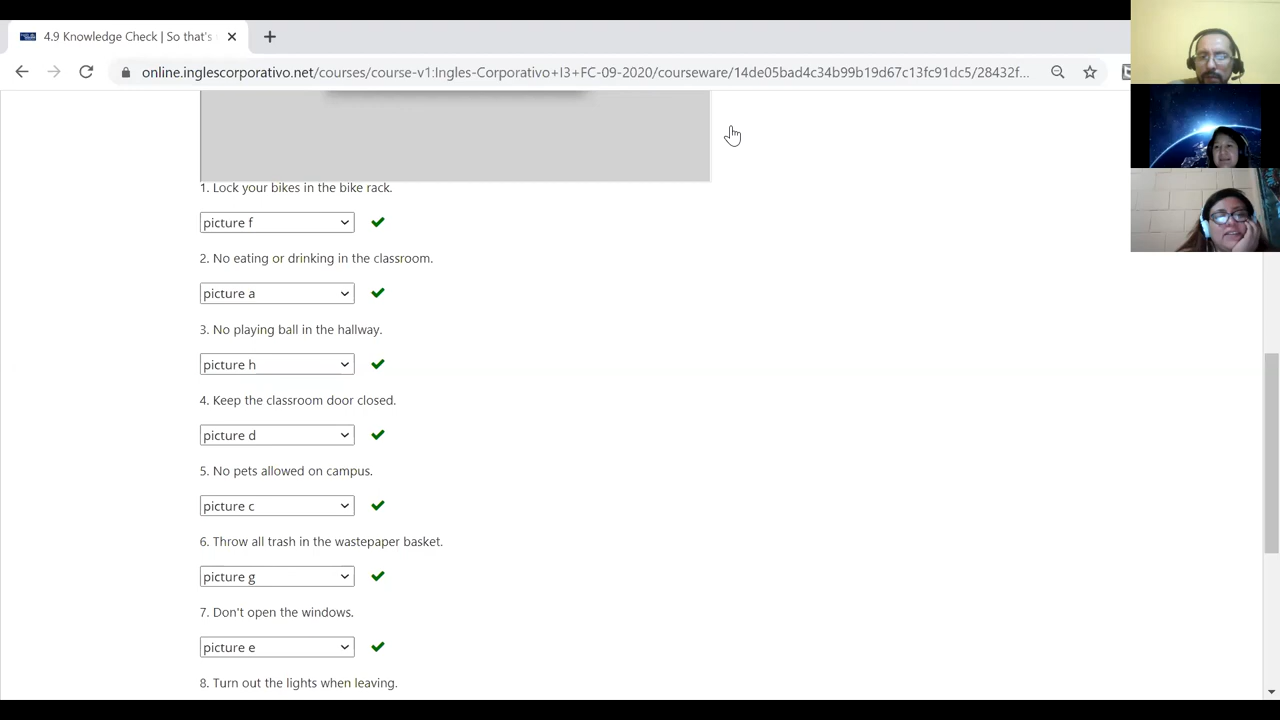 4.9 Knowledge Check | So that's
online.inglescorporativo.net/courses/course-v1:Ingles-Corporativo+I3+FC-09-2020/courseware/14de05bad4c34b99b19d67c13fc91dc5/28432f...
1. Lock your bikes in the bike rack.
picture f
2. No eating or drinking in the classroom.
picture a
3. No playing ball in the hallway.
picture h
4. Keep the classroom door closed.
picture d
5. No pets allowed on campus.
picture c
6. Throw all trash in the wastepaper basket.
picture g
7. Don't open the windows.
picture e
8. Turn out the lights when leaving.